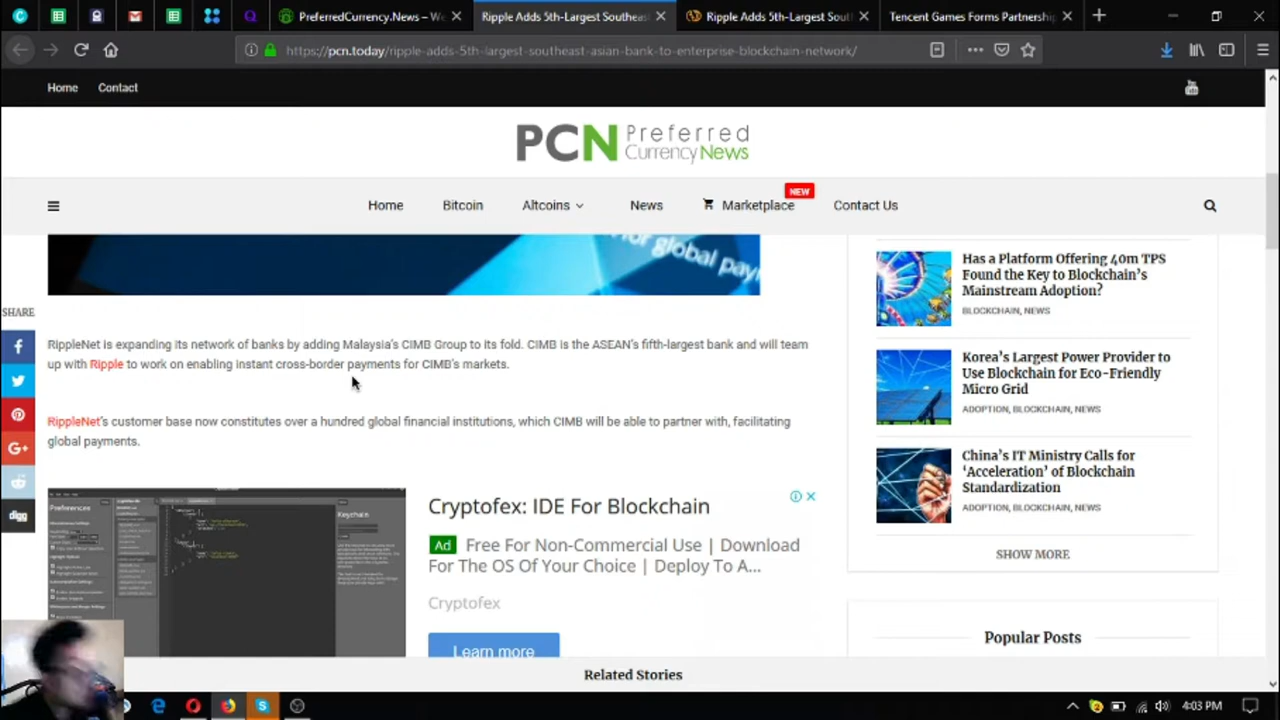 PreferredCurrency.News – We
Ripple Adds 5th-Largest Southeas
Ripple Adds 5th-Largest Sout
Tencent Games Forms Partnership
https://pcn.today/ripple-adds-5th-largest-southeast-asian-bank-to-enterprise-blockchain-network/
Home Contact
PCN Preferred
Currency News
Home Bitcoin Altcoins News Marketplace NEW Contact Us
for global payı
SHARE
RippleNet is expanding its network of banks by adding Malaysia's CIMB Group to its fold. CIMB is the ASEAN's fifth-largest bank and will team
up with Ripple to work on enabling instant cross-border payments for CIMB's markets.
RippleNet's customer base now constitutes over a hundred global financial institutions, which CIMB will be able to partner with, facilitating
global payments.
digg
Preferences
Keychain
Cryptofex: IDE For Blockchain
Ad Free For Non-Commercial Use | Download
For The OS Of Your Choice | Deploy To A...
Cryptofex
Learn more
Has a Platform Offering 40m TPS
Found the Key to Blockchain's
Mainstream Adoption?
BLOCKCHAIN, NEWS
Korea's Largest Power Provider to
Use Blockchain for Eco-Friendly
Micro Grid
ADOPTION, BLOCKCHAIN, NEWS
China's IT Ministry Calls for
'Acceleration' of Blockchain
Standardization
ADOPTION, BLOCKCHAIN, NEWS
SHOW MORE
Popular Posts
Related Stories
4:03 PM